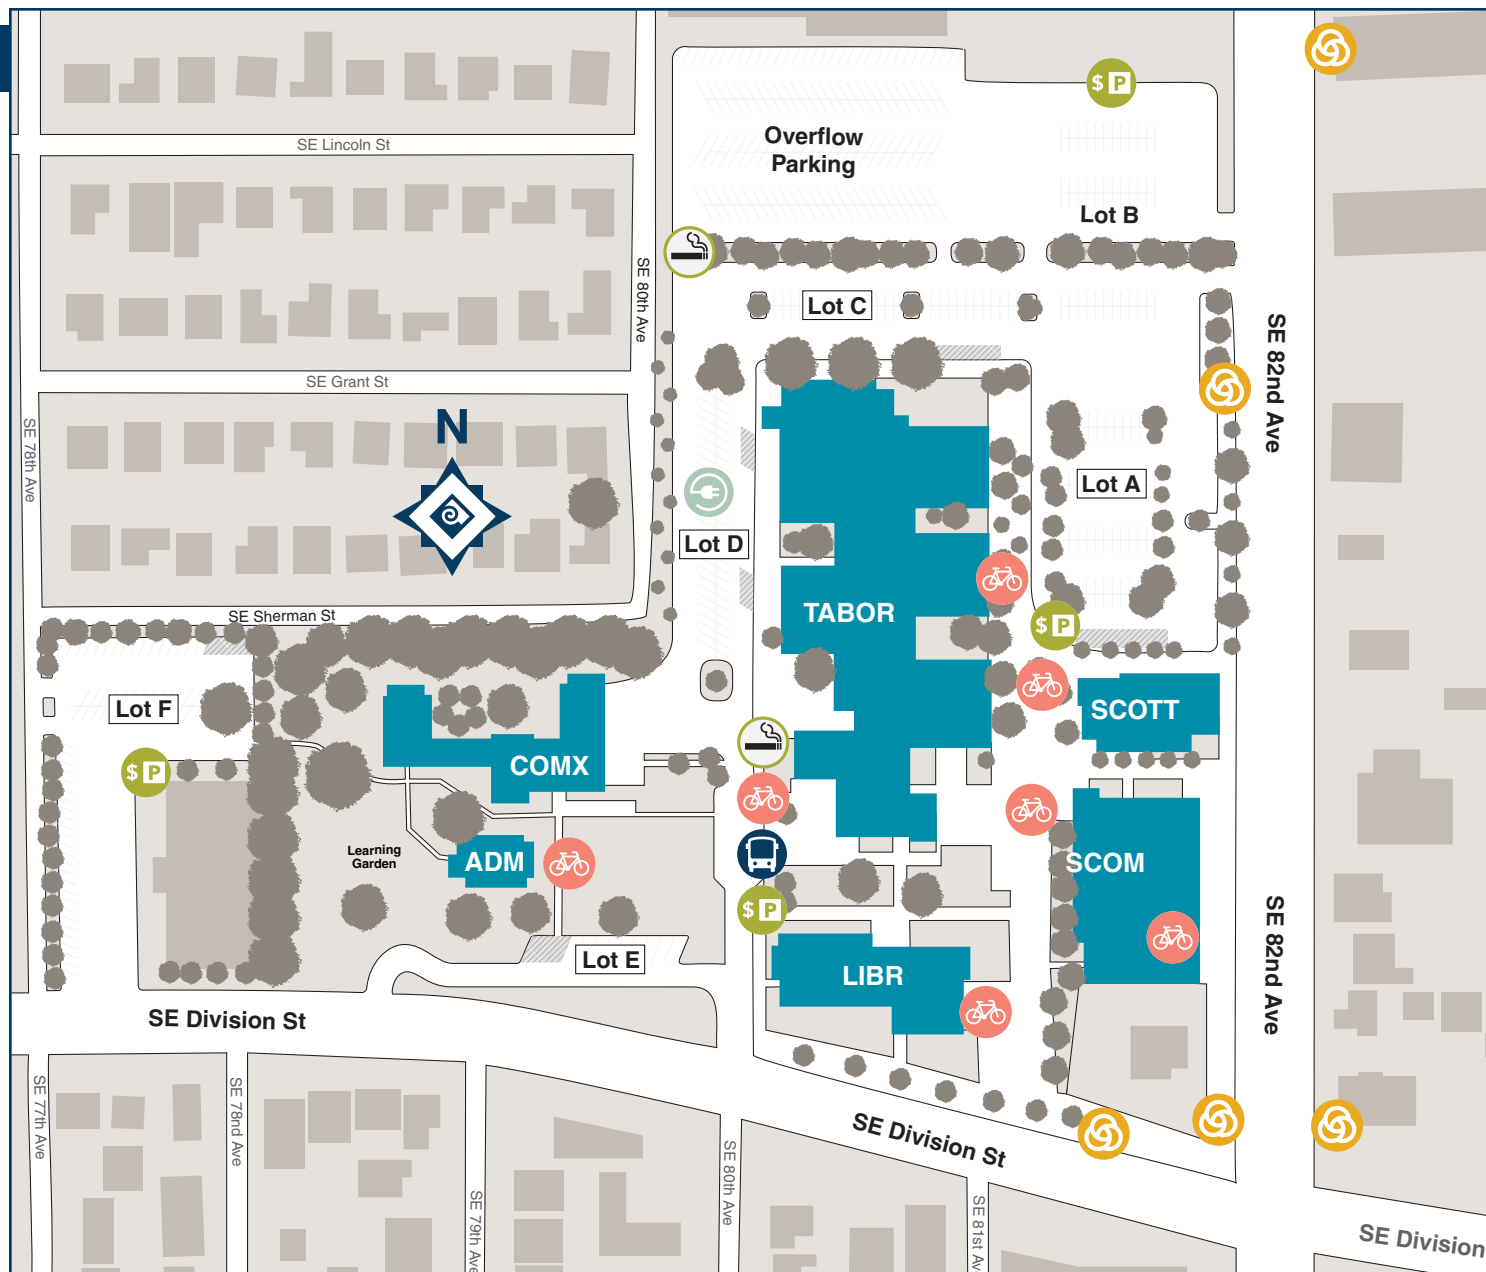 SE Lincoln St
Overflow
Parking
$ P
Lot B
SE 80th Ave
Lot C
SE 82nd Ave
SE Grant St
SE 78th Ave
N
Lot A
Lot D
SE Sherman St
TABOR
$ P
Lot F
SCOTT
COMX
$ P
Learning
Garden
ADM
SCOM
$ P
Lot E
LIBR
SE 82nd Ave
SE Division St
SE 77th Ave
SE 78nd Ave
SE 79th Ave
SE 80th Ave
SE Division St
SE 81st Av
SE Division